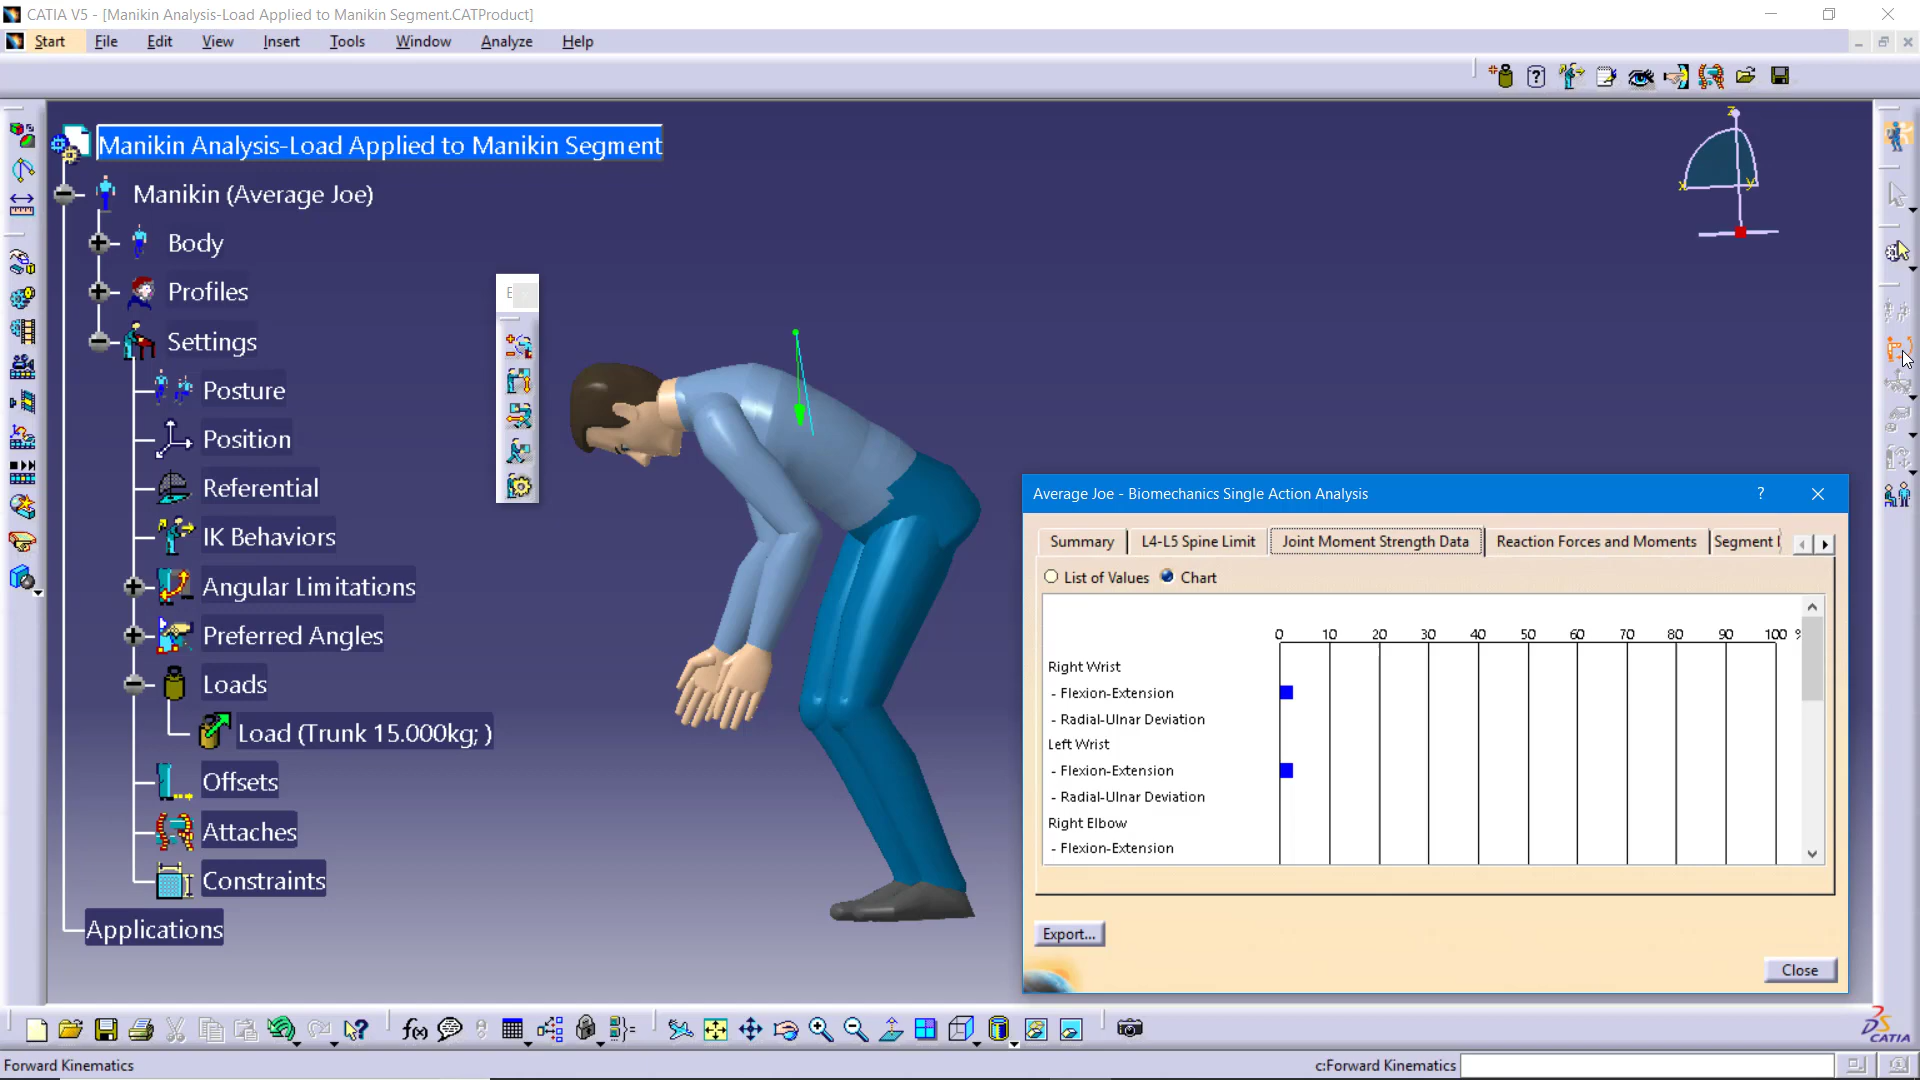 CATIA V5 - [Manikin Analysis-Load Applied to Manikin Segment.CATProduct]
Start File Edit View Insert Tools Window Analyze Help
Manikin Analysis-Load Applied to Manikin Segment
Manikin (Average Joe)
Body
Profiles
Settings
Posture
Position
Referential
IK Behaviors
Angular Limitations
Preferred Angles
Loads
Load (Trunk 15.000kg; )
Offsets
Attaches
Constraints
Applications
z
x
y
Average Joe - Biomechanics Single Action Analysis
Summary L4-L5 Spine Limit Joint Moment Strength Data Reaction Forces and Moments Segment
List of Values Chart
0 10 20 30 40 50 60 70 80 90 100
Right Wrist
- Flexion-Extension
- Radial-Ulnar Deviation
Left Wrist
- Flexion-Extension
- Radial-Ulnar Deviation
Right Elbow
- Flexion-Extension
Export...
Close
f(x)
CATIA
Forward Kinematics
c:Forward Kinematics